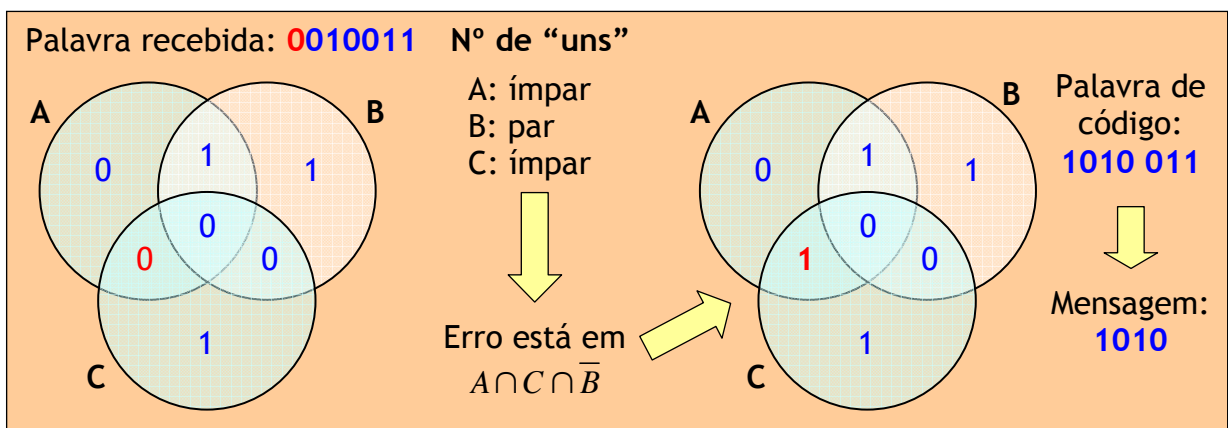 Palavra recebida: 0010011
Nº de “uns”
A: ímpar
B: par
C: ímpar
A
B
0
1
1
0
0
0
1
C
Erro está em
A∩C∩B̅
A
B
0
1
1
0
1
0
1
C
Palavra de
código:
1010 011
Mensagem:
1010